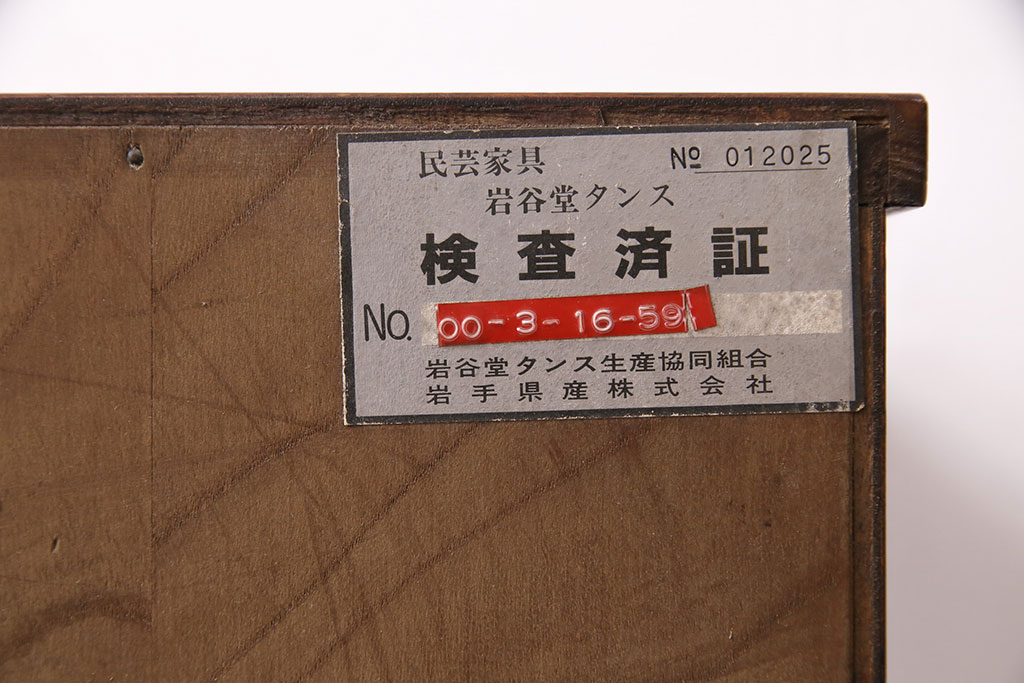 民芸家具 № 012025
岩谷堂タンス
検査済証
No. 00-3-16-59
岩谷堂タンス生産協同組合
岩手県産株式会社